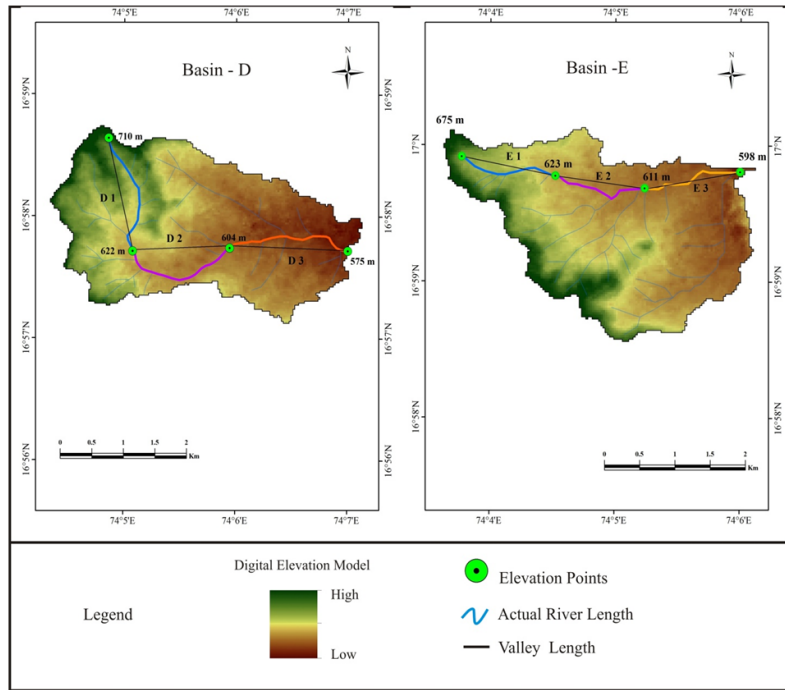 74°5'E 74°6'E 74°7'E
74°4'E 74°5'E 74°6'E
Basin - D
N
16°59'N
16°58'N
16°57'N
16°56'N
710 m
D 1
622 m
D 2
604 m
D 3
575 m
16°59'N
16°58'N
16°57'N
16°56'N
0 0.5 1 1.5 2
Km
74°5'E 74°6'E 74°7'E
Basin -E
N
675 m
17°N
E 1
623 m
E 2
611 m
E 3
598 m
16°59'N
16°58'N
17°N
16°59'N
16°58'N
0 0.5 1 1.5 2
Km
74°4'E 74°5'E 74°6'E
Legend
Digital Elevation Model
High
Low
Elevation Points
Actual River Length
Valley Length